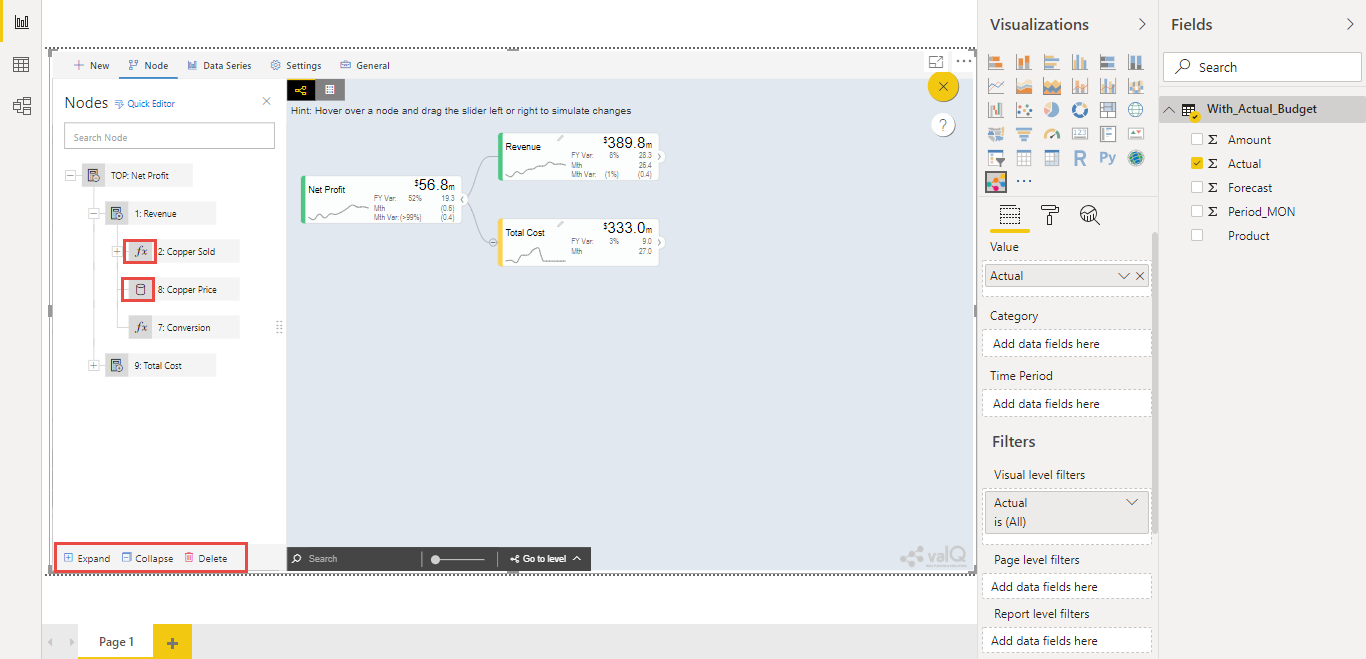 New
Node
Data Series
Settings
General
Nodes
Quick Editor
Search Node
TOP: Net Profit
1: Revenue
fx
2: Copper Sold
8: Copper Price
fx
7: Conversion
9: Total Cost
Expand
Collapse
Delete
Hint: Hover over a node and drag the slider left or right to simulate changes
?
Net Profit
$56.8m
FY Var: 52% 19.3
Mth (0.6)
Mth Var: (>99%) (0.4)
Revenue
$389.8m
FY Var: 8% 28.3
Mth 26.4
Mth Var: (1%) (0.4)
Total Cost
$333.0m
FY Var: 3% 9.0
Mth 27.0
Search
Go to level
valQ
Page 1
Visualizations
123
R
Py
Value
Actual
Category
Add data fields here
Time Period
Add data fields here
Filters
Visual level filters
Actual
is (All)
Page level filters
Add data fields here
Report level filters
Add data fields here
Fields
Search
With_Actual_Budget
Σ Amount
Σ Actual
Σ Forecast
Σ Period_MON
Product